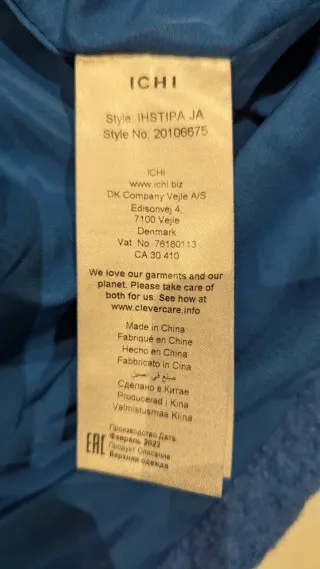 ICHI
Style: IHSTIPA JA
Style No: 20106675
ICHI
www.ichi.biz
DK Company Vejle A/S
Edisonvej 4,
7100 Vejle
Denmark
Vat No 76180113
CA 30 410
We love our garments and our
planet. Please take care of
both for us. See how at
www.clevercare.info
Made in China
Fabriqué en Chine
Hecho en China
Fabbricato in Cina
صنع في الصين
Сделано в Китае
Producerad i Kina
Valmistusmaa Kiina
EAC
Производство Дата:
Февраль 2022
Продукт Описание:
Верхняя одежда